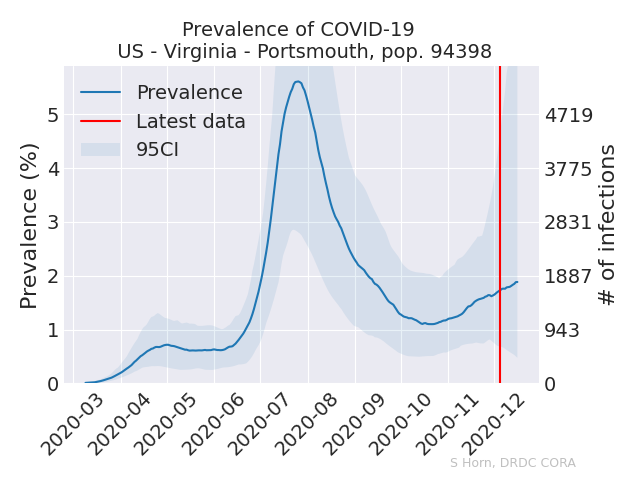 Prevalence of COVID-19
US - Virginia - Portsmouth, pop. 94398
Prevalence
Latest data
95CI
Prevalence (%)
5
4
3
2
1
0
4719
3775
2831
1887
943
0
# of infections
2020-03
2020-04
2020-05
2020-06
2020-07
2020-08
2020-09
2020-10
2020-11
2020-12
S Horn, DRDC CORA